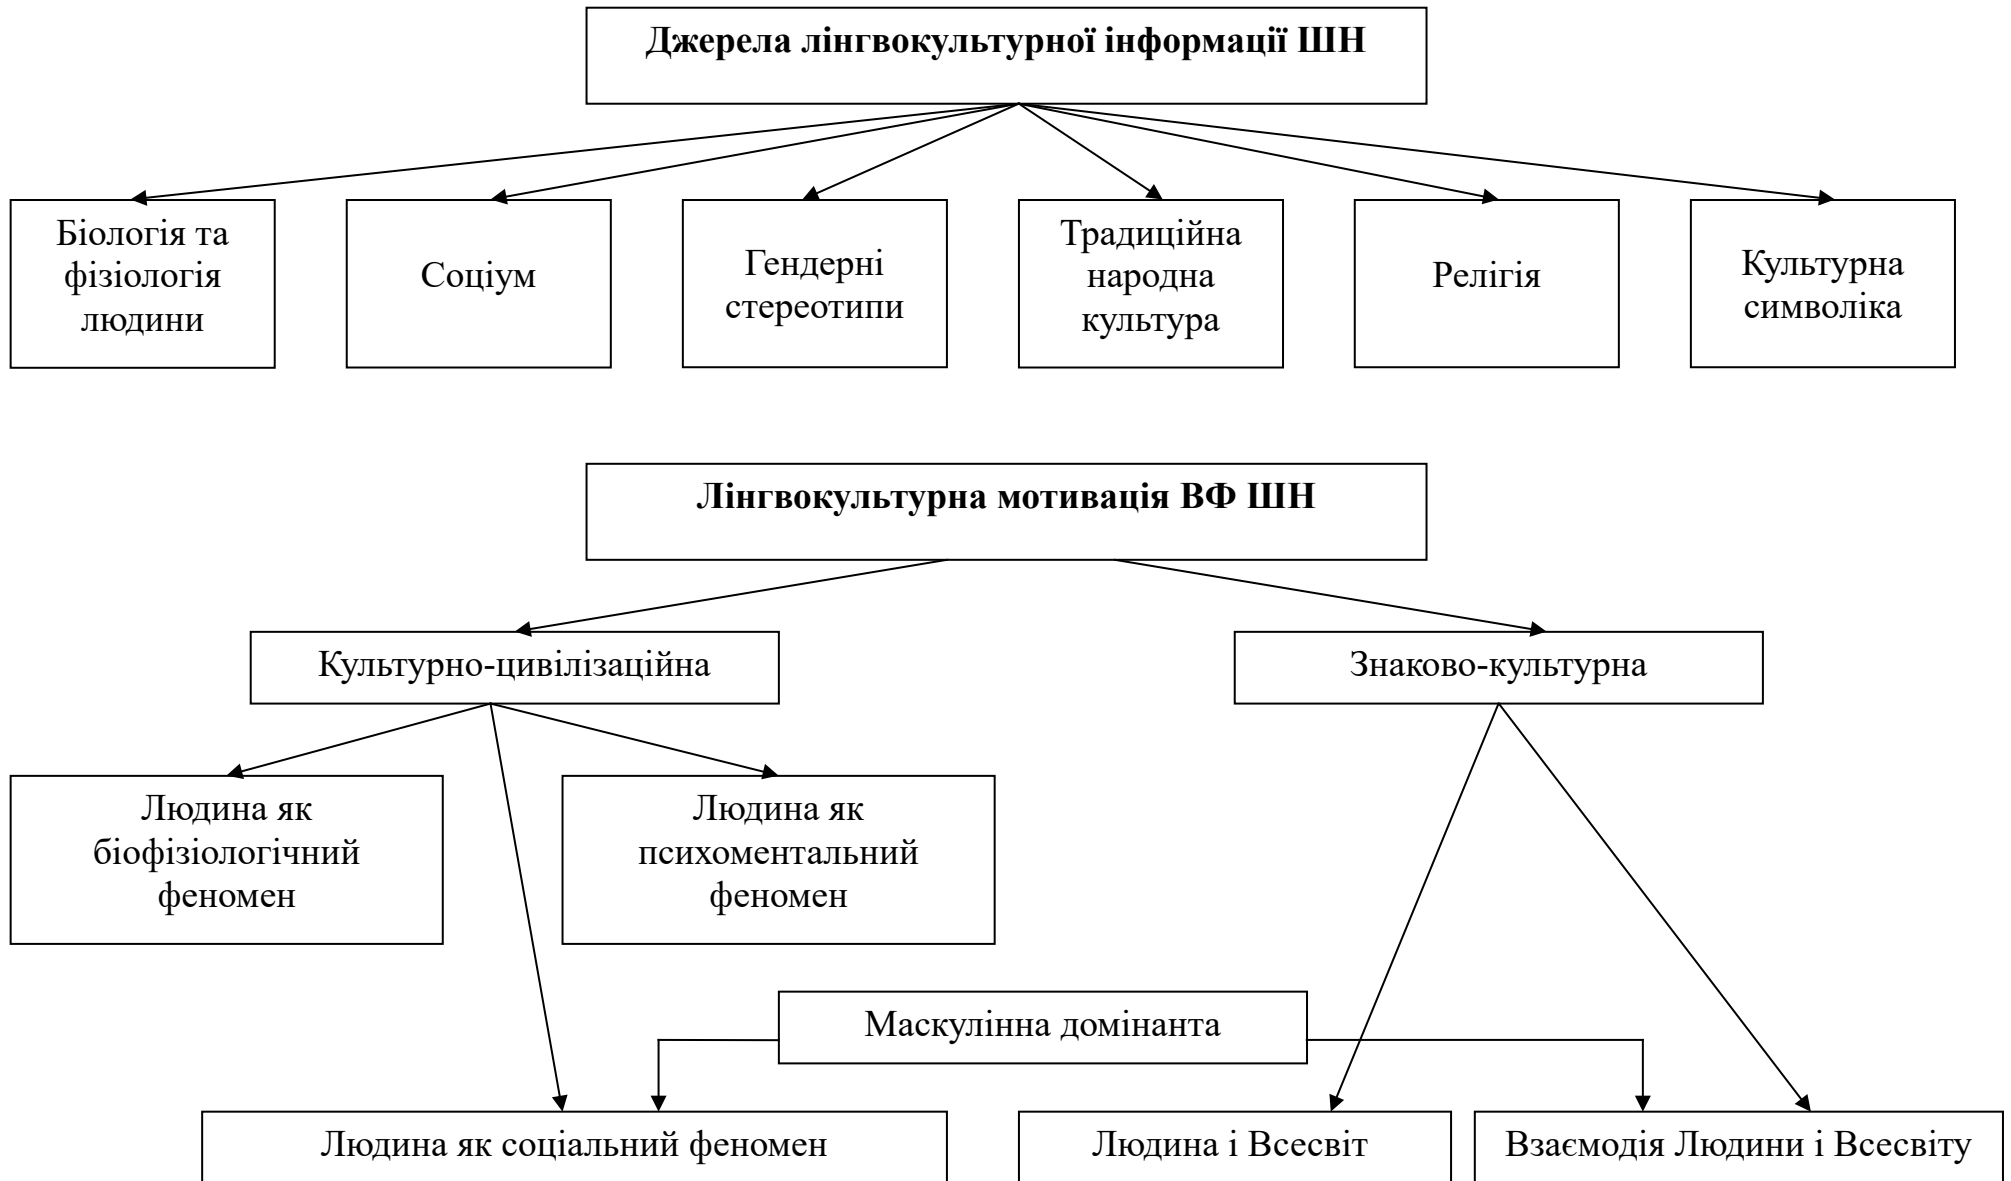 Джерела лінгвокультурної інформації ШН
Біологія та
фізіологія
людини
Соціум
Гендерні
стереотипи
Традиційна
народна
культура
Релігія
Культурна
символіка
Лінгвокультурна мотивація ВФ ШН
Культурно-цивілізаційна
Знаково-культурна
Людина як
біофізіологічний
феномен
Людина як
психоментальний
феномен
Маскулінна домінанта
Людина як соціальний феномен
Людина і Всесвіт
Взаємодія Людини і Всесвіту